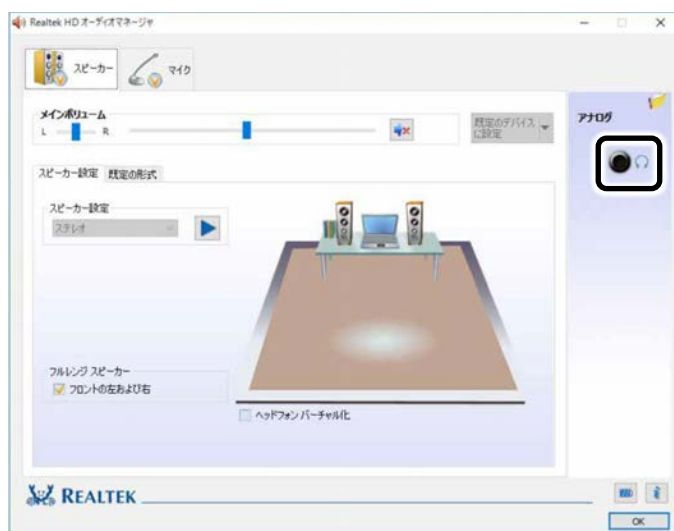 Realtek HD オーディオマネージャ
スピーカー
マイク
メインボリューム
L
R
既定のデバイス
に設定
アナログ
スピーカー設定
既定の形式
スピーカー設定
ステレオ
フルレンジ スピーカー
フロントの左および右
ヘッドフォン バーチャル化
REALTEK
OK